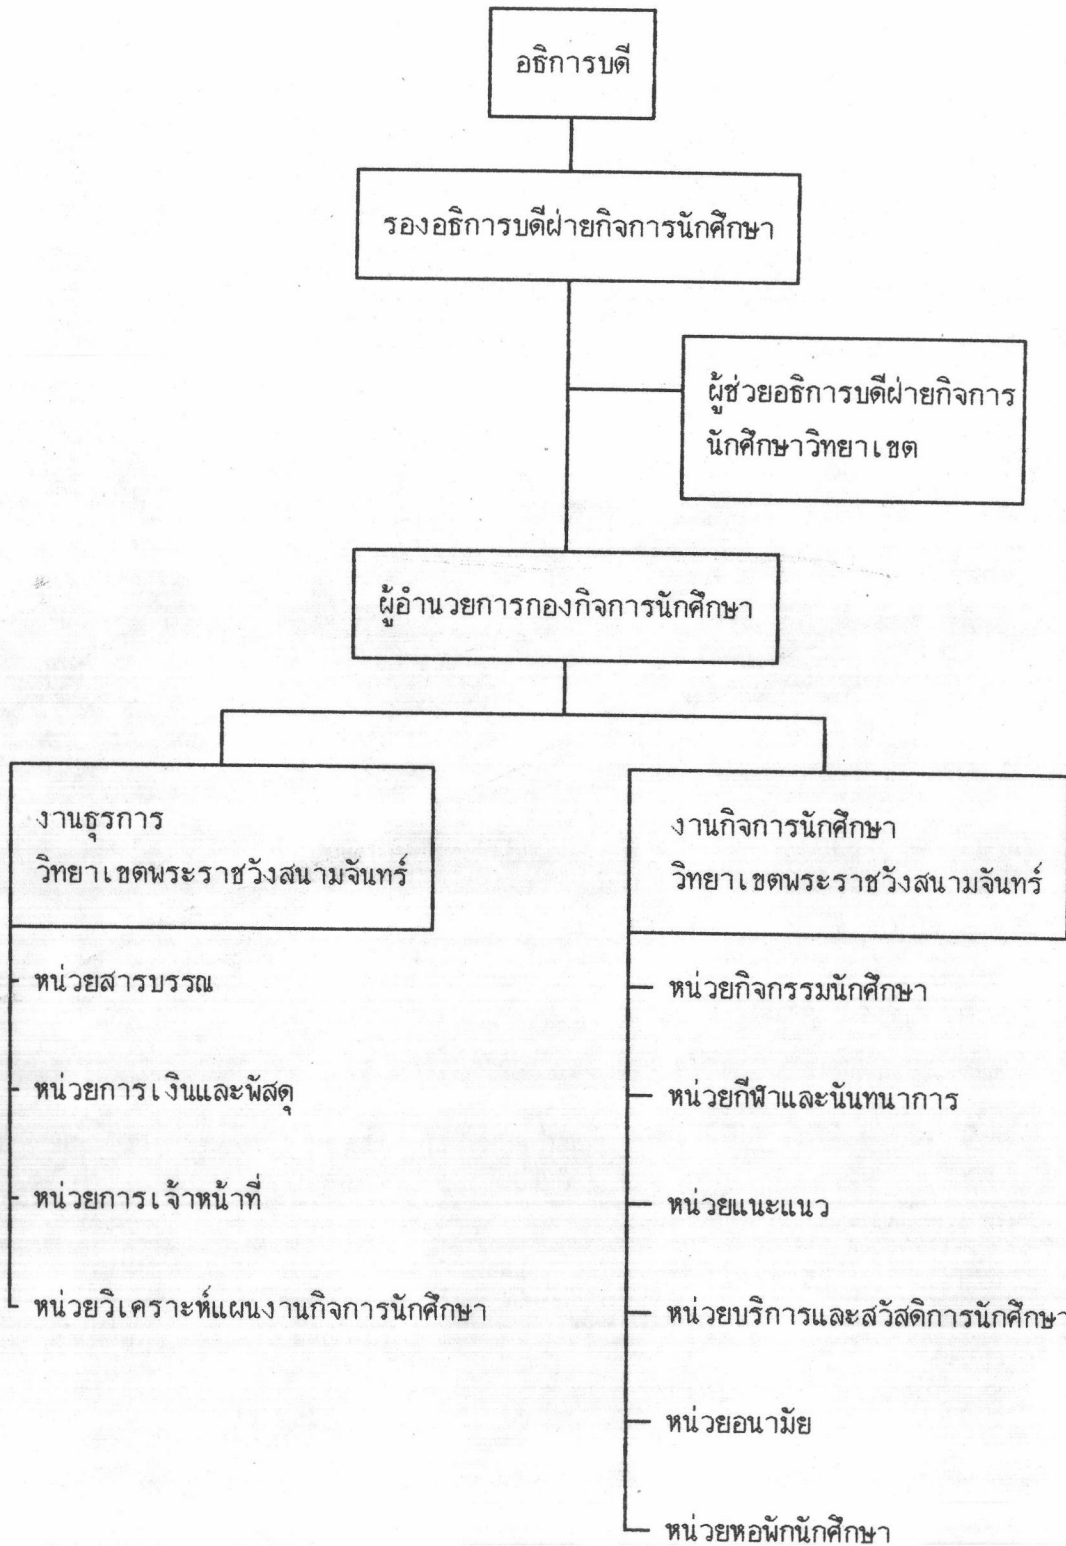 อธิการบดี
รองอธิการบดีฝ่ายกิจการนักศึกษา
ผู้ช่วยอธิการบดีฝ่ายกิจการ
นักศึกษาวิทยาเขต
ผู้อำนวยการกองกิจการนักศึกษา
งานธุรการ
วิทยาเขตพระราชวังสนามจันทร์
หน่วยสารบรรณ
หน่วยการเงินและพัสดุ
หน่วยการเจ้าหน้าที่
หน่วยวิเคราะห์แผนงานกิจการนักศึกษา
งานกิจการนักศึกษา
วิทยาเขตพระราชวังสนามจันทร์
หน่วยกิจกรรมนักศึกษา
หน่วยกีฬาและนันทนาการ
หน่วยแนะแนว
หน่วยบริการและสวัสดิการนักศึกษา
หน่วยอนามัย
หน่วยหอพักนักศึกษา